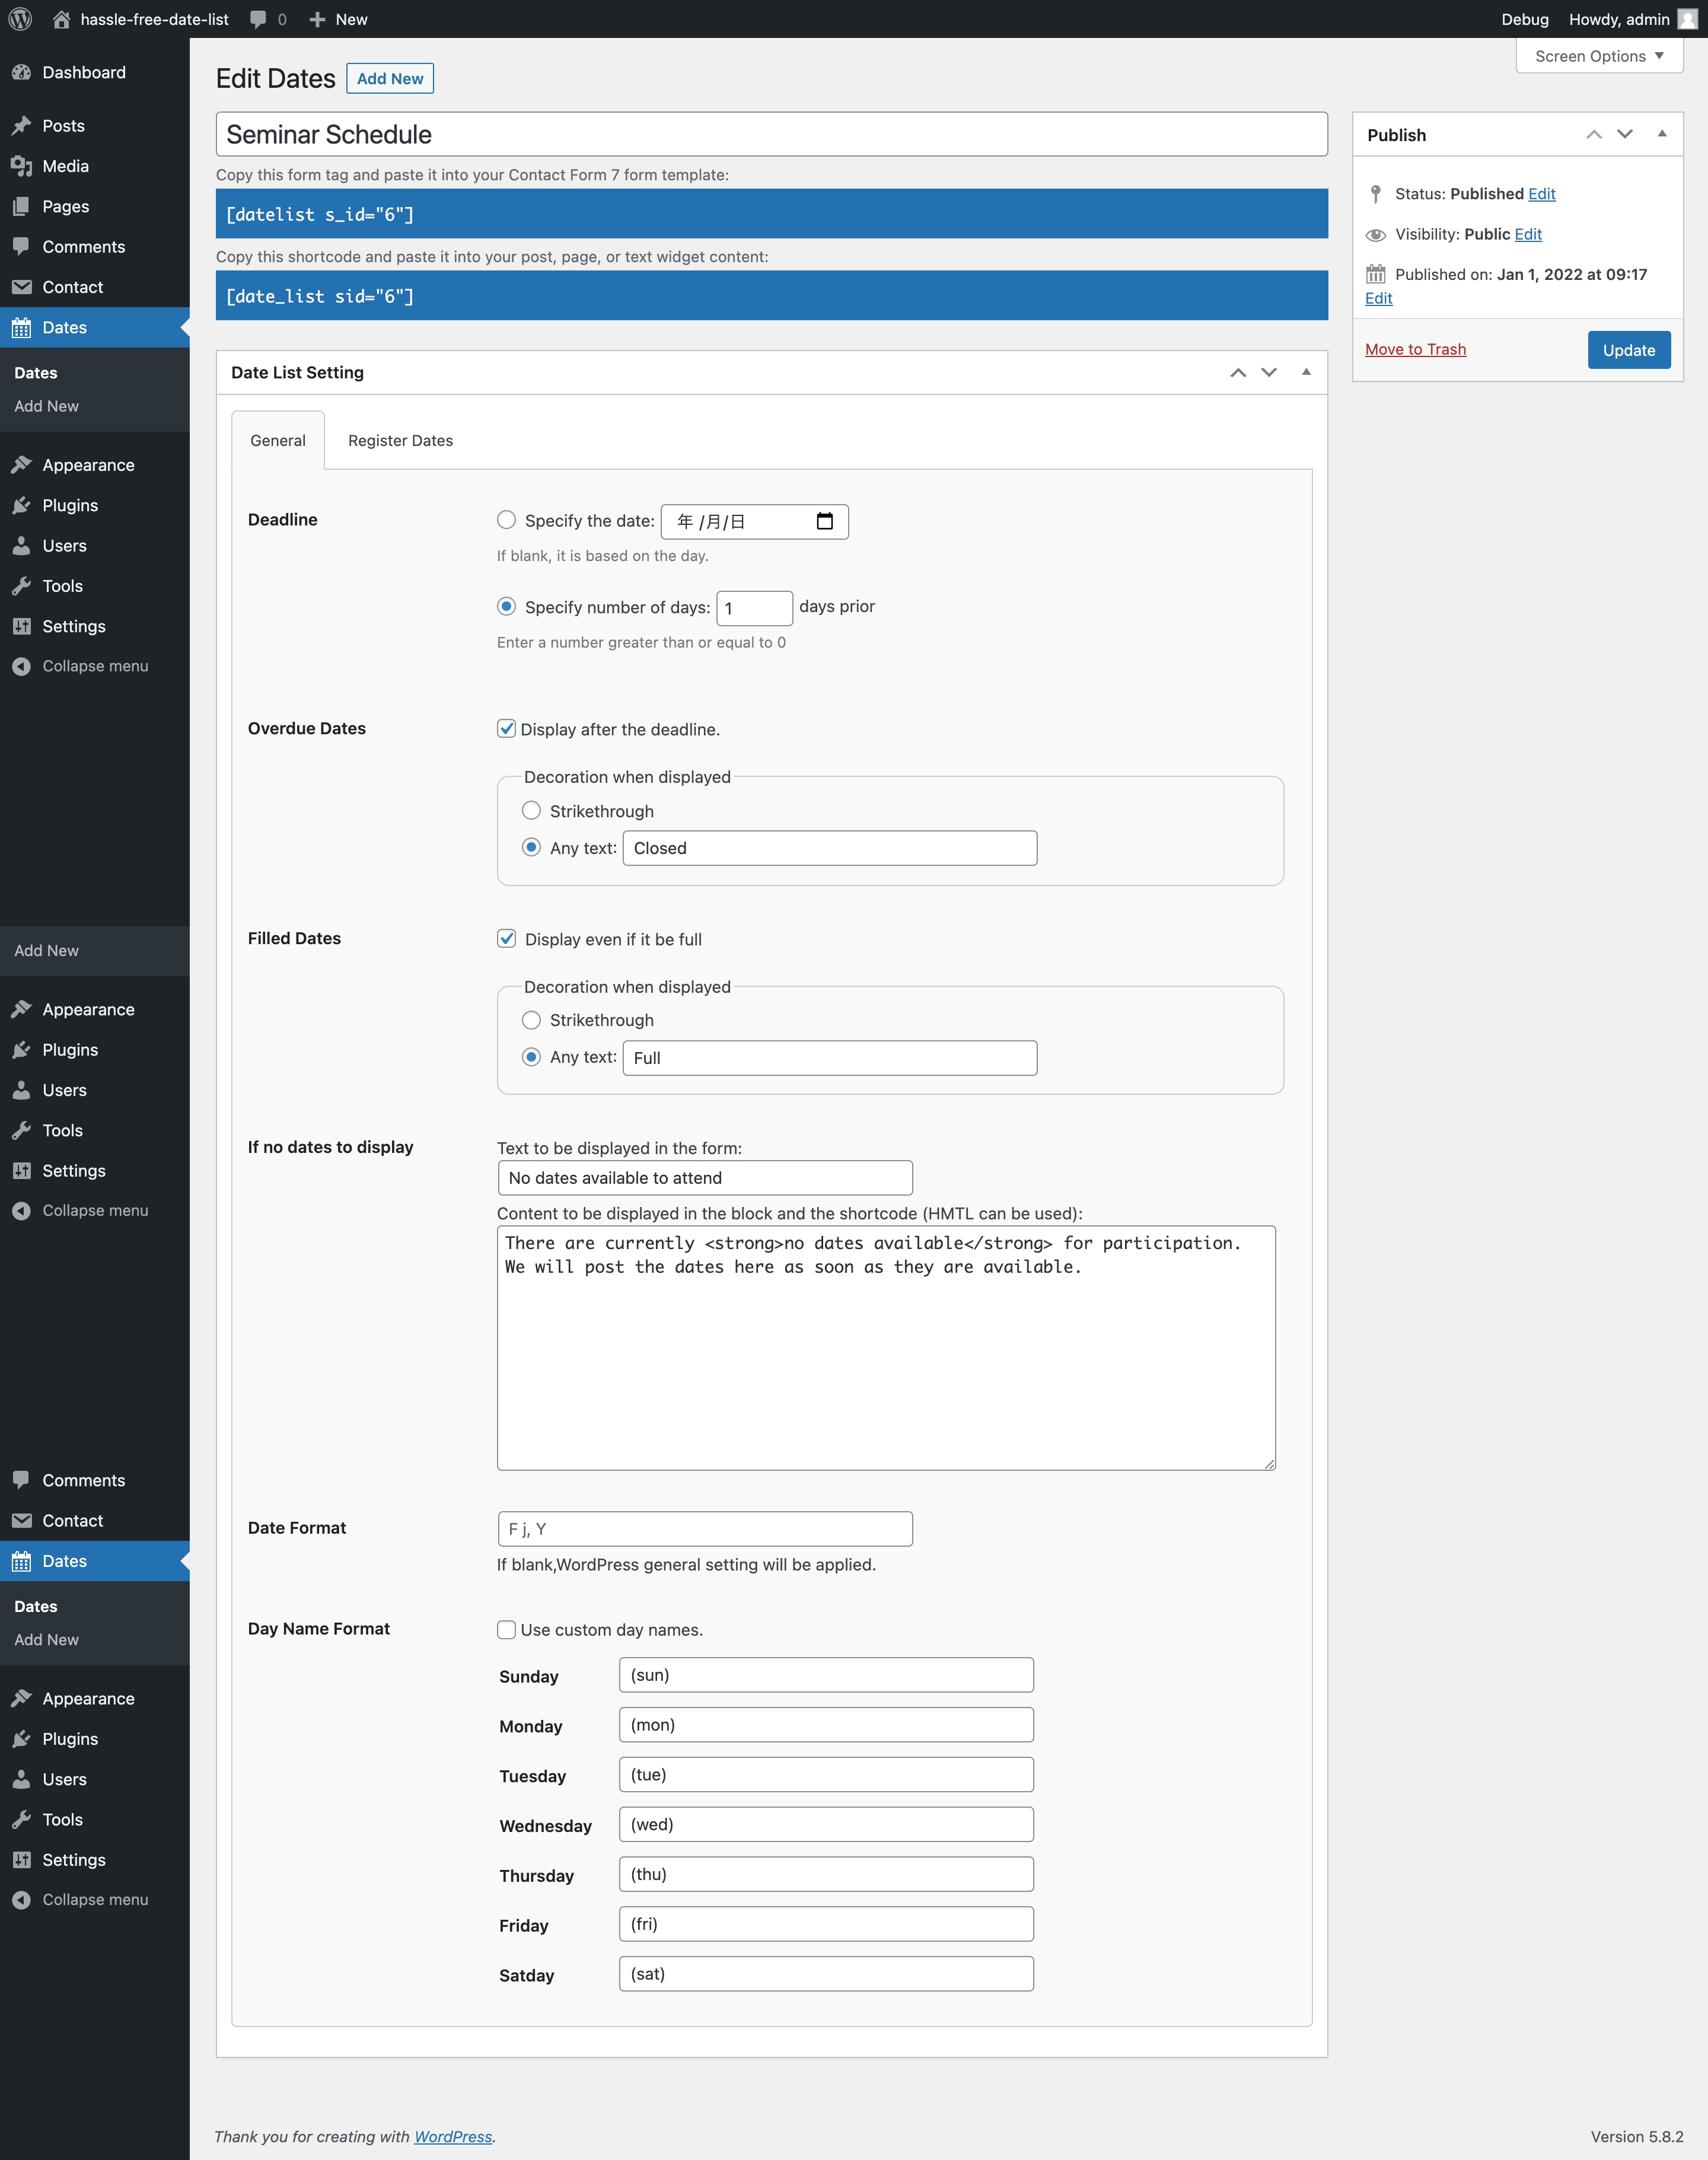 hassle-free-date-list 0 New Debug Howdy, admin
Screen Options
Dashboard
Posts
Media
Pages
Comments
Contact
Dates
Dates
Add New
Appearance
Plugins
Users
Tools
Settings
Collapse menu
Add New
Appearance
Plugins
Users
Tools
Settings
Collapse menu
Comments
Contact
Dates
Dates
Add New
Appearance
Plugins
Users
Tools
Settings
Collapse menu
Edit Dates Add New
Seminar Schedule
Copy this form tag and paste it into your Contact Form 7 form template:
[datelist s_id="6"]
Copy this shortcode and paste it into your post, page, or text widget content:
[date_list sid="6"]
Date List Setting
General Register Dates
Deadline
Specify the date: 年 /月/日
If blank, it is based on the day.
Specify number of days: 1 days prior
Enter a number greater than or equal to 0
Overdue Dates
Display after the deadline.
Decoration when displayed
Strikethrough
Any text: Closed
Filled Dates
Display even if it be full
Decoration when displayed
Strikethrough
Any text: Full
If no dates to display
Text to be displayed in the form:
No dates available to attend
Content to be displayed in the block and the shortcode (HMTL can be used):
There are currently <strong>no dates available</strong> for participation.
We will post the dates here as soon as they are available.
Date Format
F j, Y
If blank,WordPress general setting will be applied.
Day Name Format
Use custom day names.
Sunday (sun)
Monday (mon)
Tuesday (tue)
Wednesday (wed)
Thursday (thu)
Friday (fri)
Satday (sat)
Publish
Status: Published Edit
Visibility: Public Edit
Published on: Jan 1, 2022 at 09:17
Edit
Move to Trash Update
Thank you for creating with WordPress.
Version 5.8.2